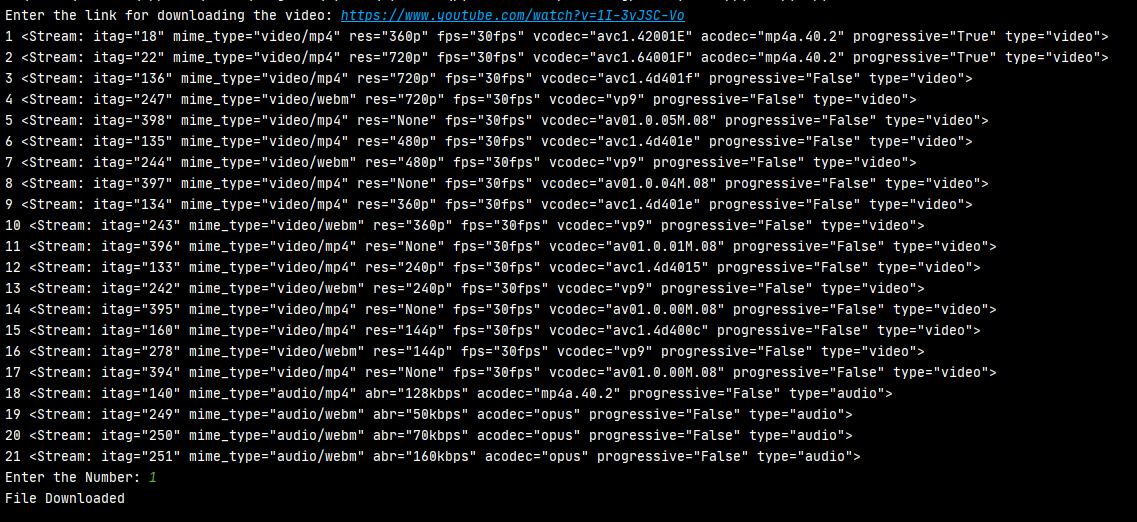 Enter the link for downloading the video: https://www.youtube.com/watch?v=1I-3vJSC-Vo
1 <Stream: itag="18" mime_type="video/mp4" res="360p" fps="30fps" vcodec="avc1.42001E" acodec="mp4a.40.2" progressive="True" type="video">
2 <Stream: itag="22" mime_type="video/mp4" res="720p" fps="30fps" vcodec="avc1.64001F" acodec="mp4a.40.2" progressive="True" type="video">
3 <Stream: itag="136" mime_type="video/mp4" res="720p" fps="30fps" vcodec="avc1.4d401f" progressive="False" type="video">
4 <Stream: itag="247" mime_type="video/webm" res="720p" fps="30fps" vcodec="vp9" progressive="False" type="video">
5 <Stream: itag="398" mime_type="video/mp4" res="None" fps="30fps" vcodec="av01.0.05M.08" progressive="False" type="video">
6 <Stream: itag="135" mime_type="video/mp4" res="480p" fps="30fps" vcodec="avc1.4d401e" progressive="False" type="video">
7 <Stream: itag="244" mime_type="video/webm" res="480p" fps="30fps" vcodec="vp9" progressive="False" type="video">
8 <Stream: itag="397" mime_type="video/mp4" res="None" fps="30fps" vcodec="av01.0.04M.08" progressive="False" type="video">
9 <Stream: itag="134" mime_type="video/mp4" res="360p" fps="30fps" vcodec="avc1.4d401e" progressive="False" type="video">
10 <Stream: itag="243" mime_type="video/webm" res="360p" fps="30fps" vcodec="vp9" progressive="False" type="video">
11 <Stream: itag="396" mime_type="video/mp4" res="None" fps="30fps" vcodec="av01.0.01M.08" progressive="False" type="video">
12 <Stream: itag="133" mime_type="video/mp4" res="240p" fps="30fps" vcodec="avc1.4d4015" progressive="False" type="video">
13 <Stream: itag="242" mime_type="video/webm" res="240p" fps="30fps" vcodec="vp9" progressive="False" type="video">
14 <Stream: itag="395" mime_type="video/mp4" res="None" fps="30fps" vcodec="av01.0.00M.08" progressive="False" type="video">
15 <Stream: itag="160" mime_type="video/mp4" res="144p" fps="30fps" vcodec="avc1.4d400c" progressive="False" type="video">
16 <Stream: itag="278" mime_type="video/webm" res="144p" fps="30fps" vcodec="vp9" progressive="False" type="video">
17 <Stream: itag="394" mime_type="video/mp4" res="None" fps="30fps" vcodec="av01.0.00M.08" progressive="False" type="video">
18 <Stream: itag="140" mime_type="audio/mp4" abr="128kbps" acodec="mp4a.40.2" progressive="False" type="audio">
19 <Stream: itag="249" mime_type="audio/webm" abr="50kbps" acodec="opus" progressive="False" type="audio">
20 <Stream: itag="250" mime_type="audio/webm" abr="70kbps" acodec="opus" progressive="False" type="audio">
21 <Stream: itag="251" mime_type="audio/webm" abr="160kbps" acodec="opus" progressive="False" type="audio">
Enter the Number: 1
File Downloaded